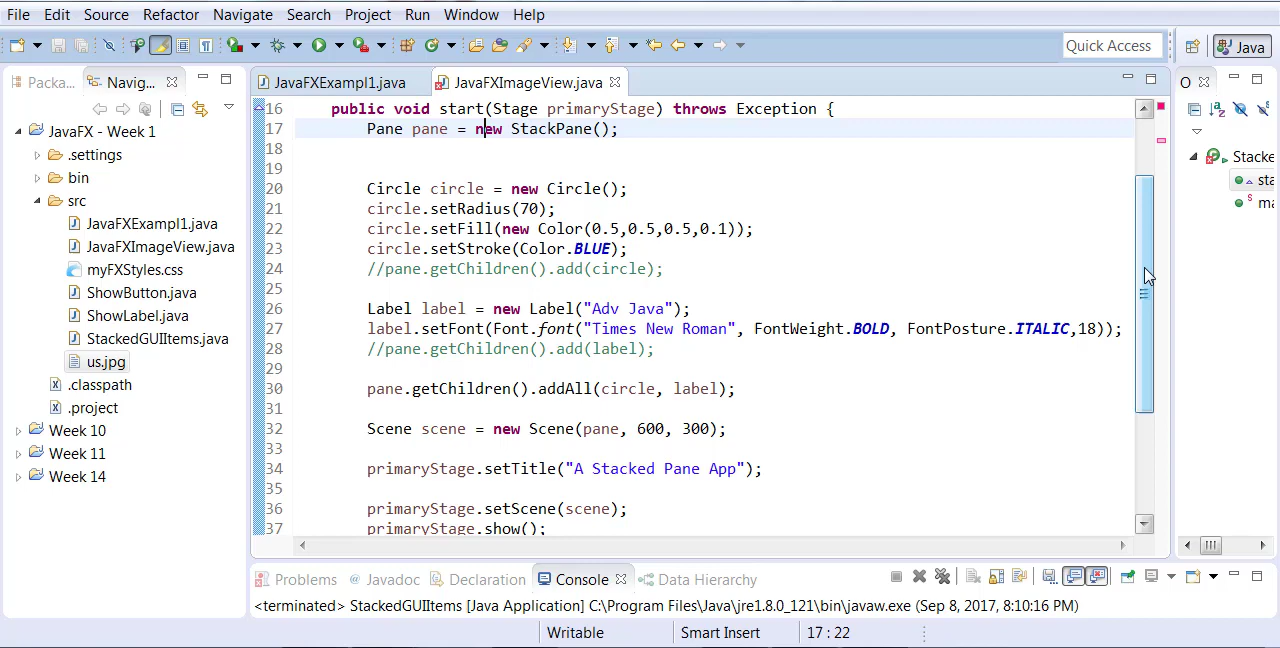 File Edit Source Refactor Navigate Search Project Run Window Help
Quick Access
Java
Packa...
Navig...
JavaFXExampl1.java
JavaFXImageView.java
O
JavaFX - Week 1
.settings
bin
src
JavaFXExampl1.java
JavaFXImageView.java
myFXStyles.css
ShowButton.java
ShowLabel.java
StackedGUIItems.java
us.jpg
.classpath
.project
Week 10
Week 11
Week 14
16 public void start(Stage primaryStage) throws Exception {
17 Pane pane = new StackPane();
18
19
20 Circle circle = new Circle();
21 circle.setRadius(70);
22 circle.setFill(new Color(0.5,0.5,0.5,0.1));
23 circle.setStroke(Color.BLUE);
24 //pane.getChildren().add(circle);
25
26 Label label = new Label("Adv Java");
27 label.setFont(Font.font("Times New Roman", FontWeight.BOLD, FontPosture.ITALIC,18));
28 //pane.getChildren().add(label);
29
30 pane.getChildren().addAll(circle, label);
31
32 Scene scene = new Scene(pane, 600, 300);
33
34 primaryStage.setTitle("A Stacked Pane App");
35
36 primaryStage.setScene(scene);
37 primaryStage.show();
Stacke
sta
ma
Problems @ Javadoc Declaration Console Data Hierarchy
<terminated> StackedGUIItems [Java Application] C:\Program Files\Java\jre1.8.0_121\bin\javaw.exe (Sep 8, 2017, 8:10:16 PM)
Writable Smart Insert 17 : 22